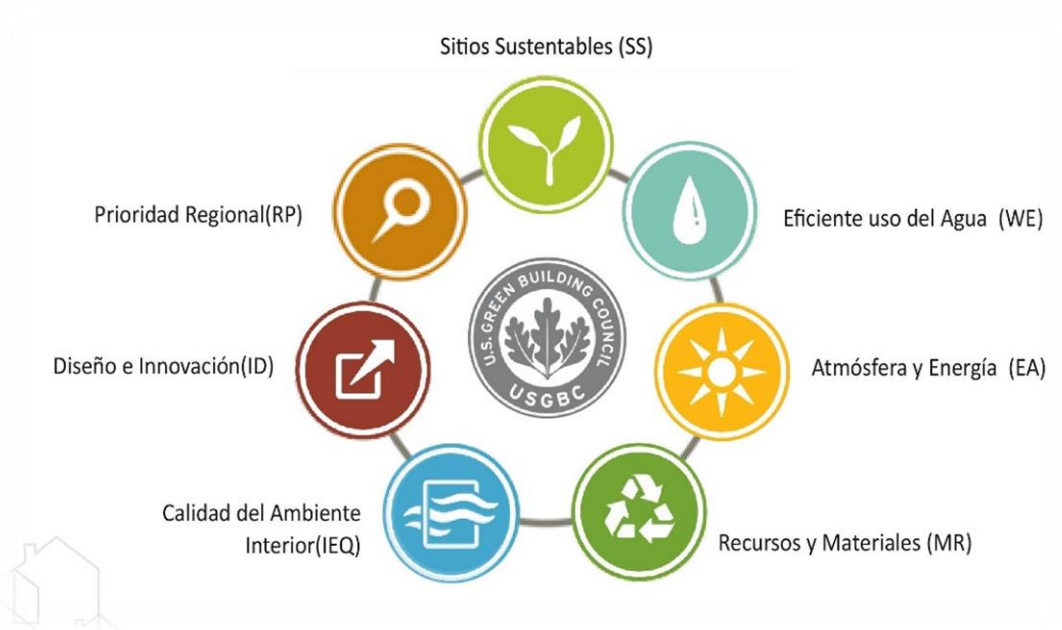 Sitios Sustentables (SS)
Prioridad Regional(RP)
Eficiente uso del Agua (WE)
U.S. GREEN BUILDING COUNCIL
USGBC
Diseño e Innovación(ID)
Atmósfera y Energía (EA)
Calidad del Ambiente
Interior(IEQ)
Recursos y Materiales (MR)